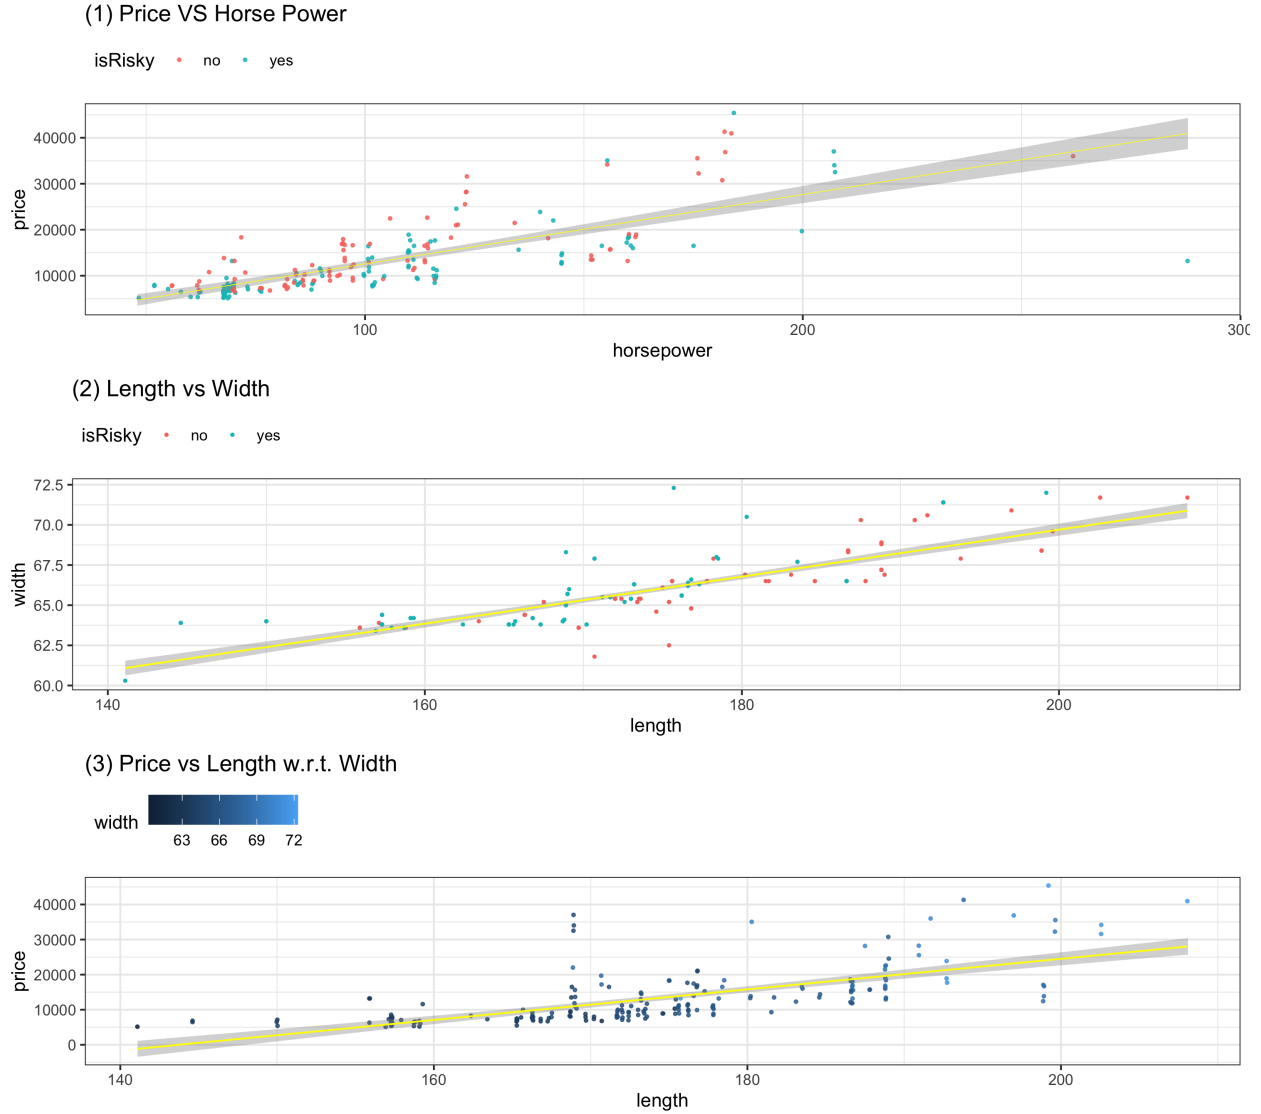 (1) Price VS Horse Power
isRisky no yes
40000
30000
20000
10000
price
100 200 300
horsepower
(2) Length vs Width
isRisky no yes
72.5
70.0
67.5
65.0
62.5
60.0
width
140 160 180 200
length
(3) Price vs Length w.r.t. Width
width
63 66 69 72
40000
30000
20000
10000
0
price
140 160 180 200
length